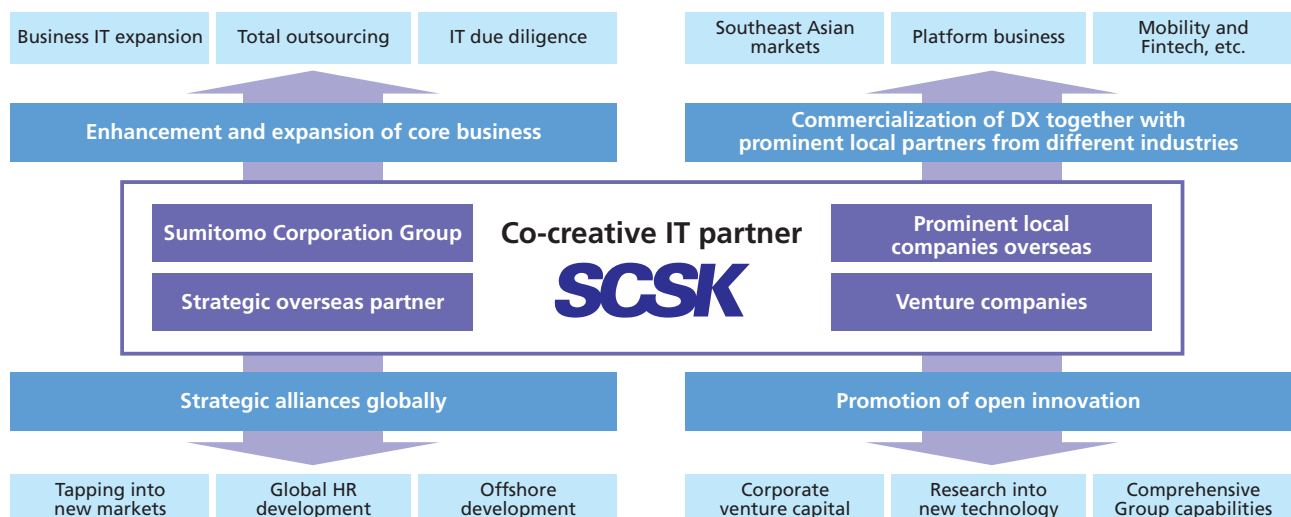 Business IT expansion
Total outsourcing
IT due diligence
Southeast Asian
markets
Platform business
Mobility and
Fintech, etc.
Enhancement and expansion of core business
Commercialization of DX together with
prominent local partners from different industries
Sumitomo Corporation Group
Strategic overseas partner
Co-creative IT partner
SCSK
Prominent local
companies overseas
Venture companies
Strategic alliances globally
Promotion of open innovation
Tapping into
new markets
Global HR
development
Offshore
development
Corporate
venture capital
Research into
new technology
Comprehensive
Group capabilities